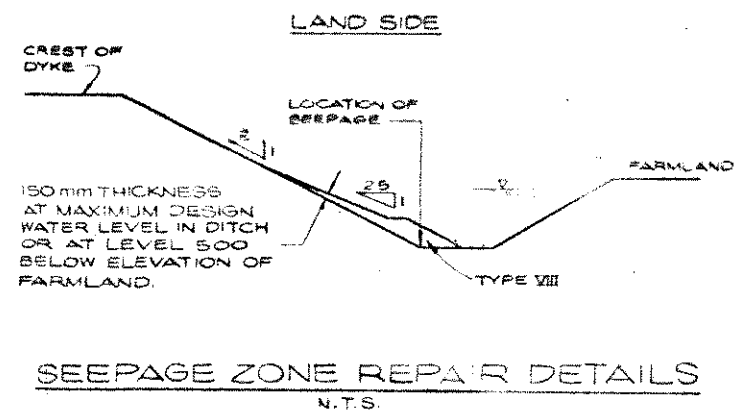 LAND SIDE
CREST OF
DYKE
LOCATION OF
SEEPAGE
2
1
2.5
1
FARMLAND
150 mm THICKNESS
AT MAXIMUM DESIGN
WATER LEVEL IN DITCH
OR AT LEVEL 500
BELOW ELEVATION OF
FARMLAND.
TYPE VIII
SEEPAGE ZONE REPAIR DETAILS
N.T.S.